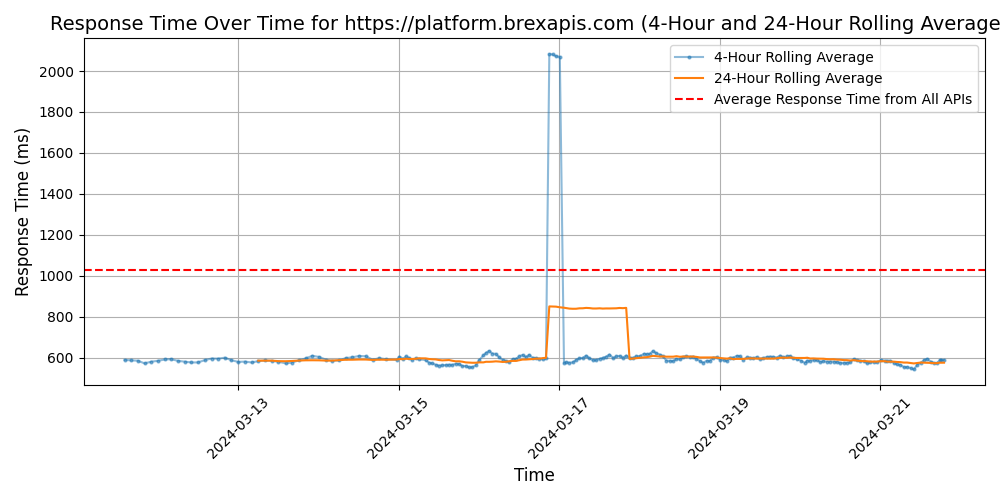 Response Time Over Time for https://platform.brexapis.com (4-Hour and 24-Hour Rolling Average
4-Hour Rolling Average
24-Hour Rolling Average
Average Response Time from All APIs
Response Time (ms)
2000
1800
1600
1400
1200
1000
800
600
2024-03-13
2024-03-15
2024-03-17
2024-03-19
2024-03-21
Time